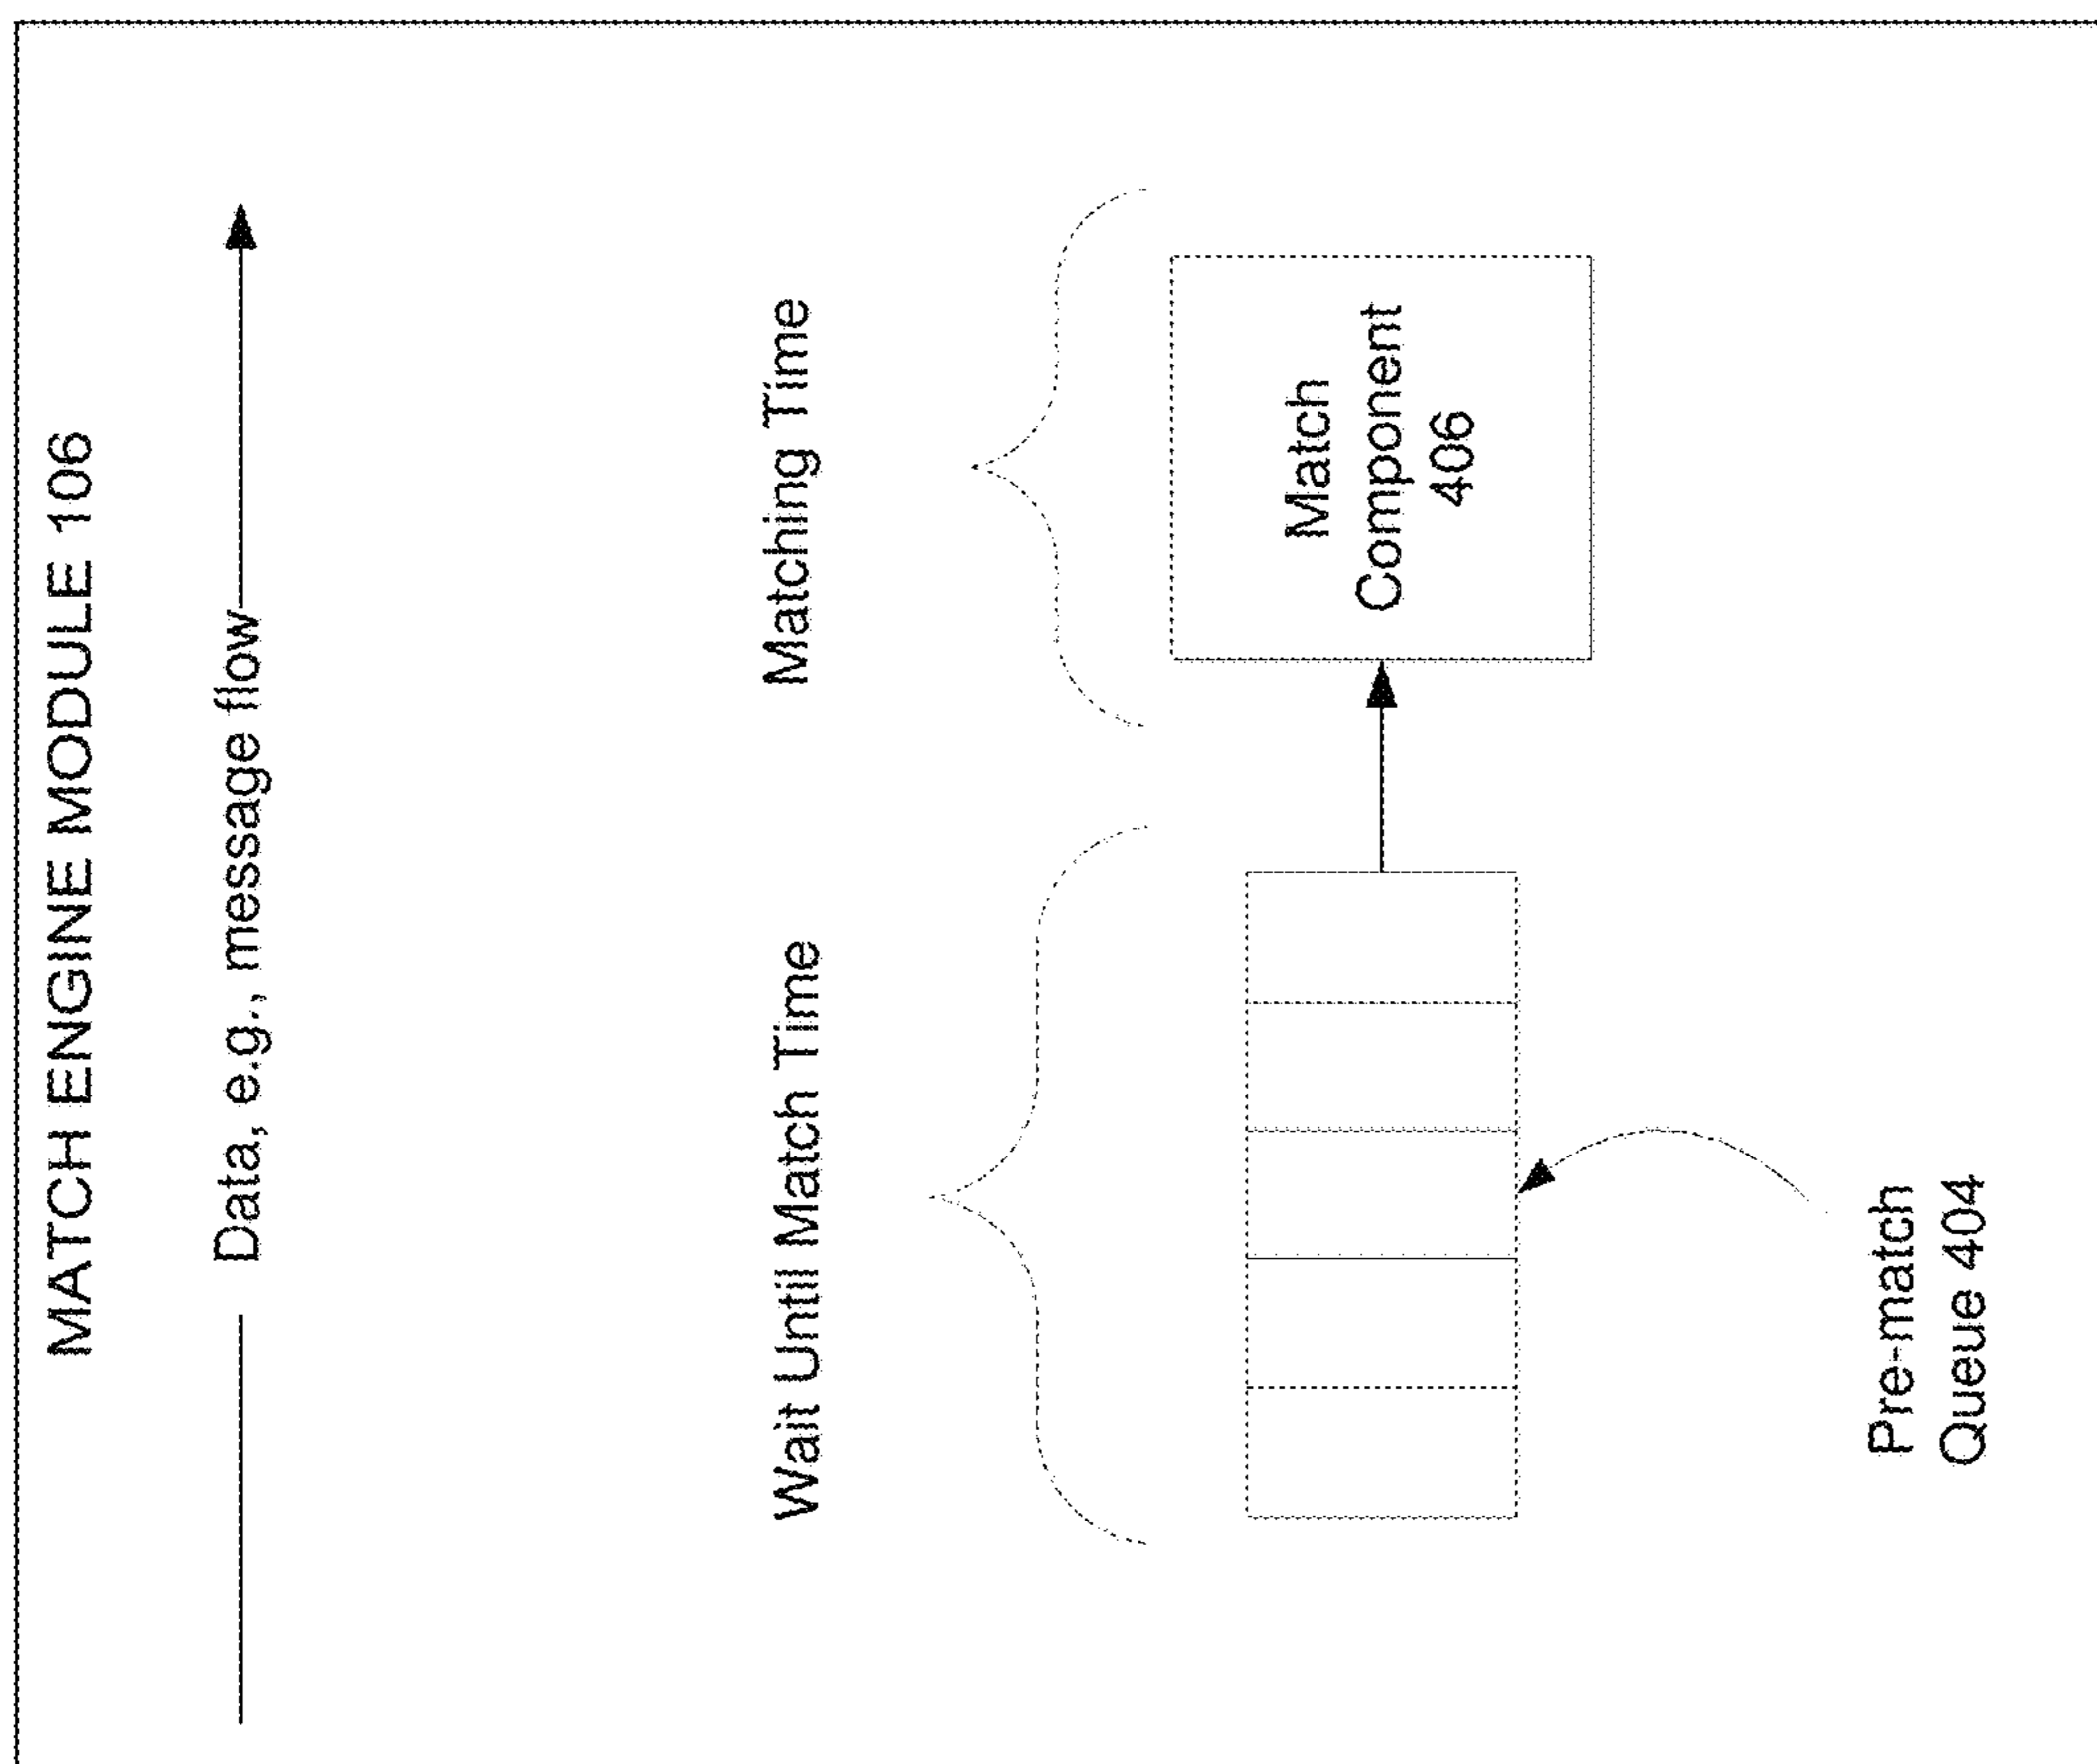 MATCH ENGINE MODULE 106
Data, e.g., message flow
Wait Until Match Time
Matching Time
Match
Component
406
Pre-match
Queue 404